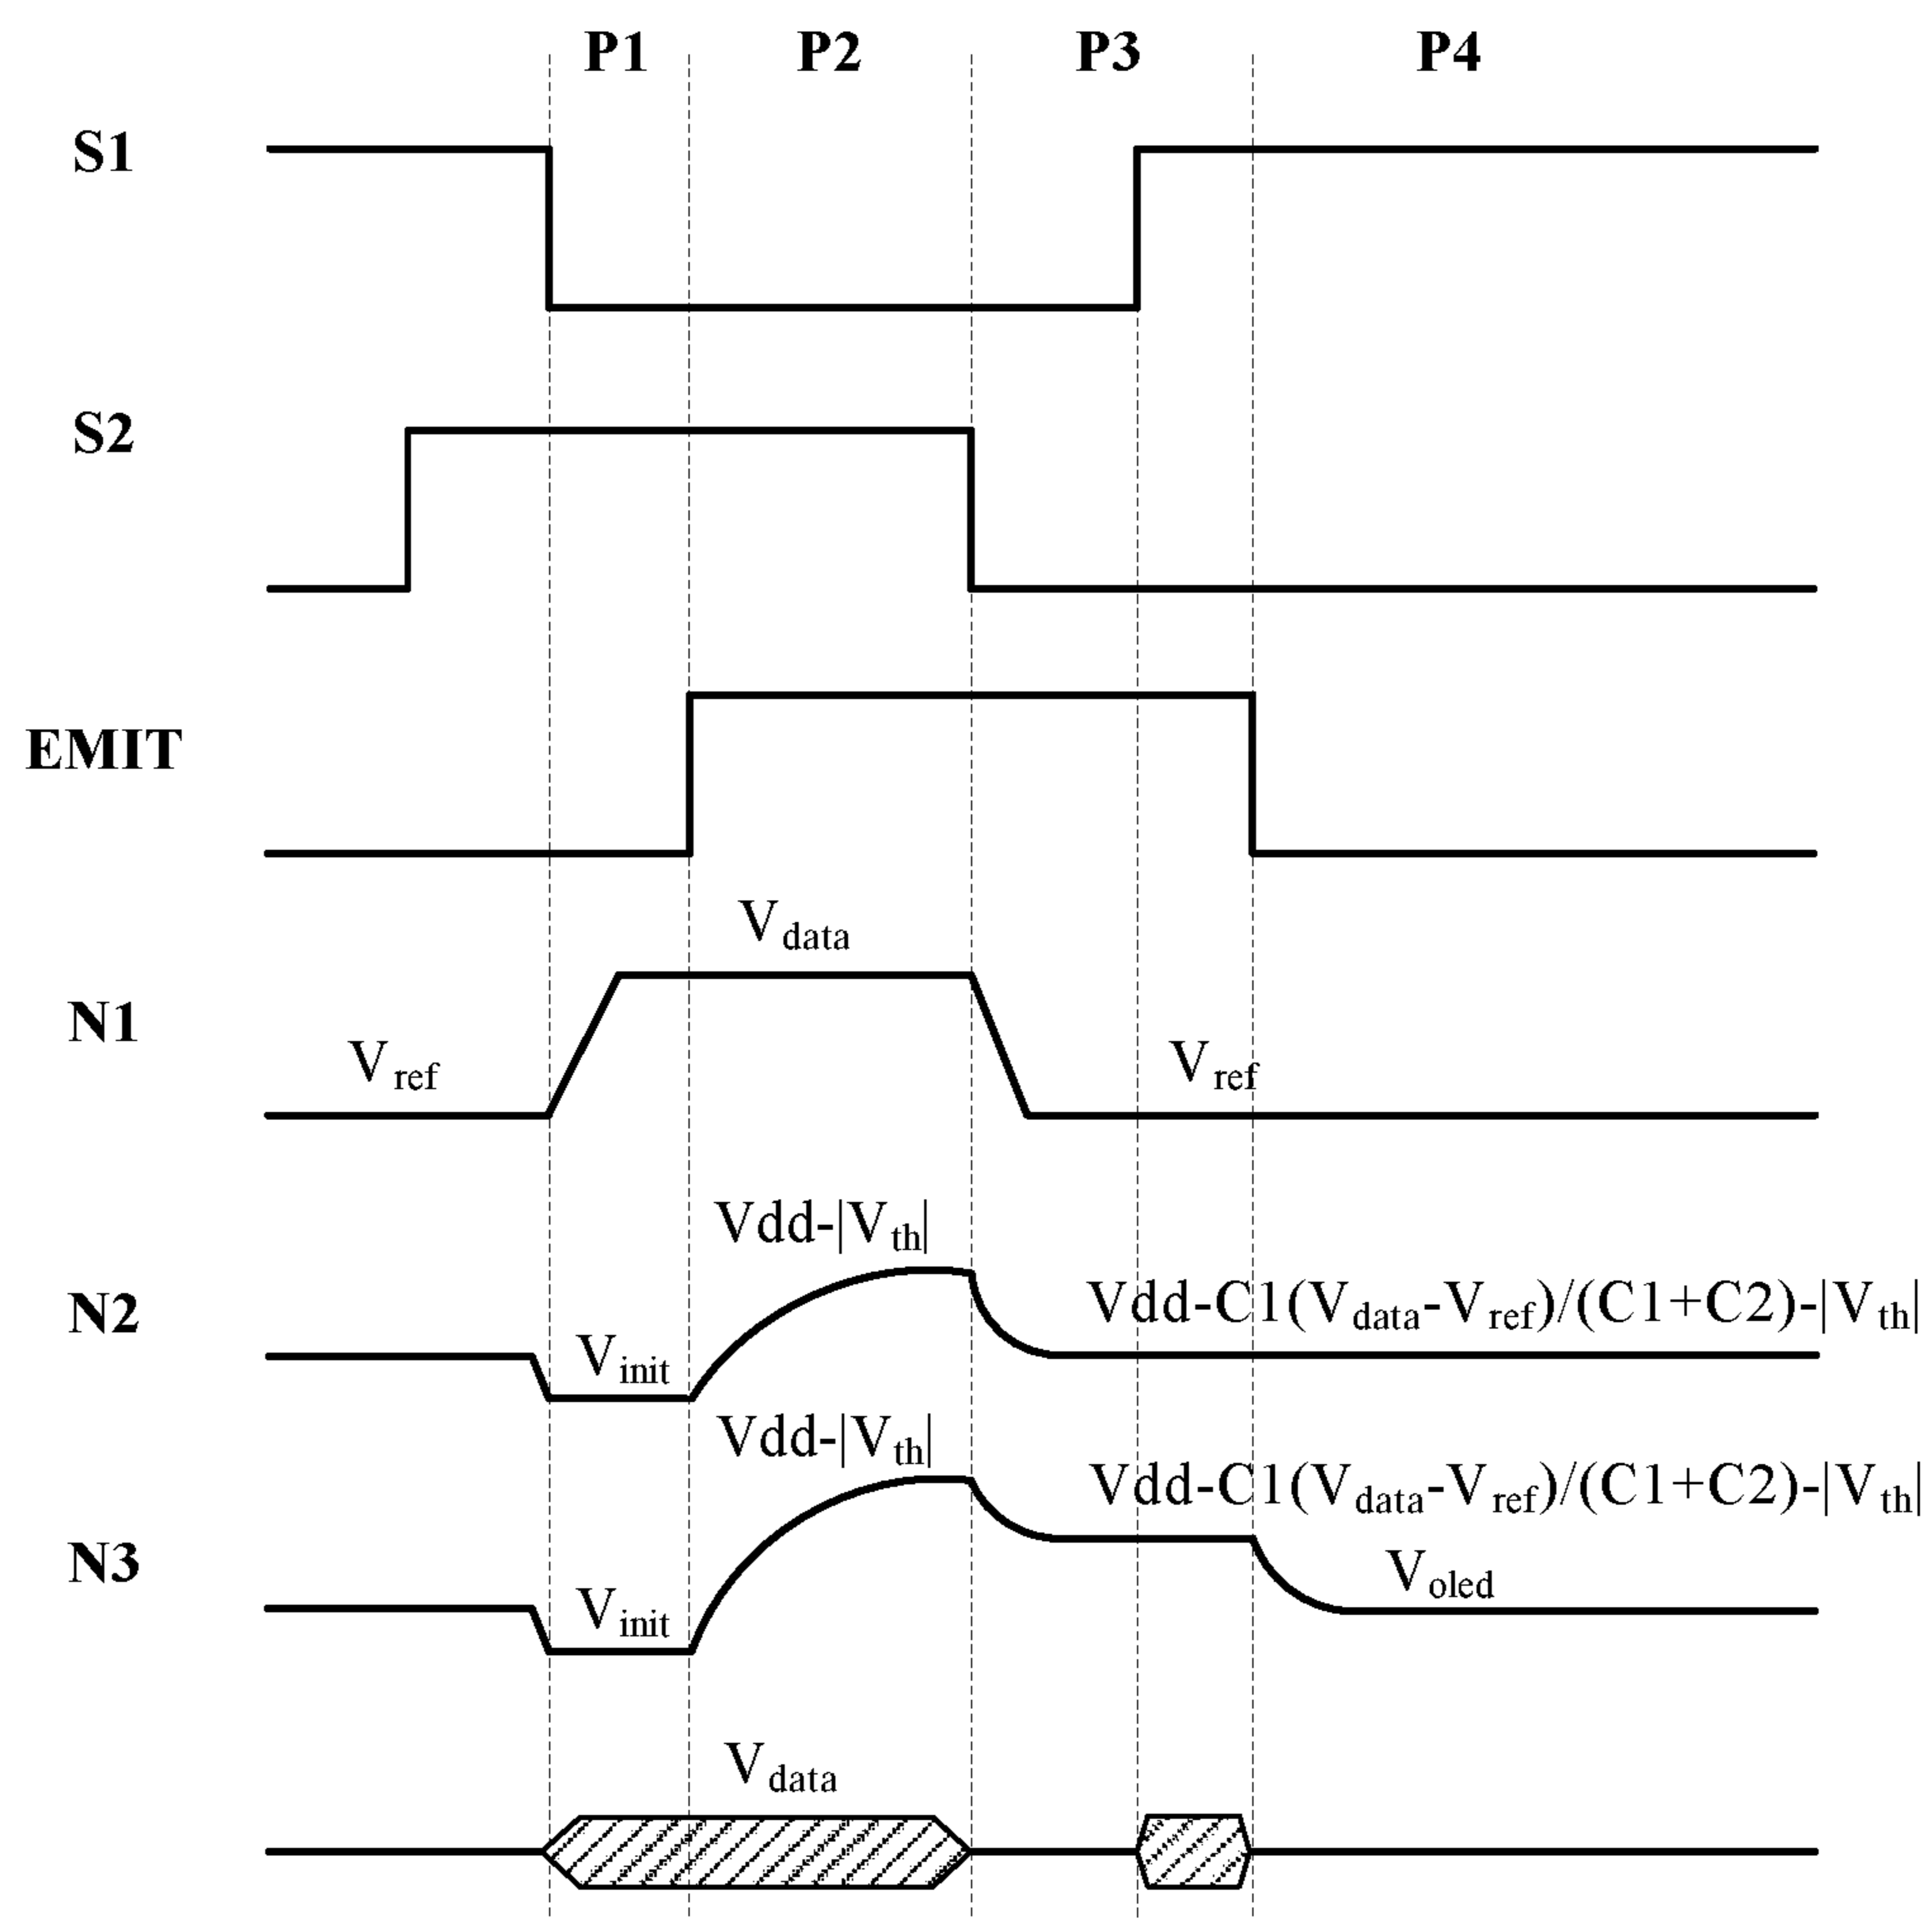 P1 P2 P3 P4
S1
S2
EMIT
Vdata
N1
Vref Vref
Vdd-|Vth|
N2
Vinit
Vdd-C1(Vdata-Vref)/(C1+C2)-|Vth|
Vdd-|Vth|
Vdd-C1(Vdata-Vref)/(C1+C2)-|Vth|
N3
Vinit
Voled
Vdata